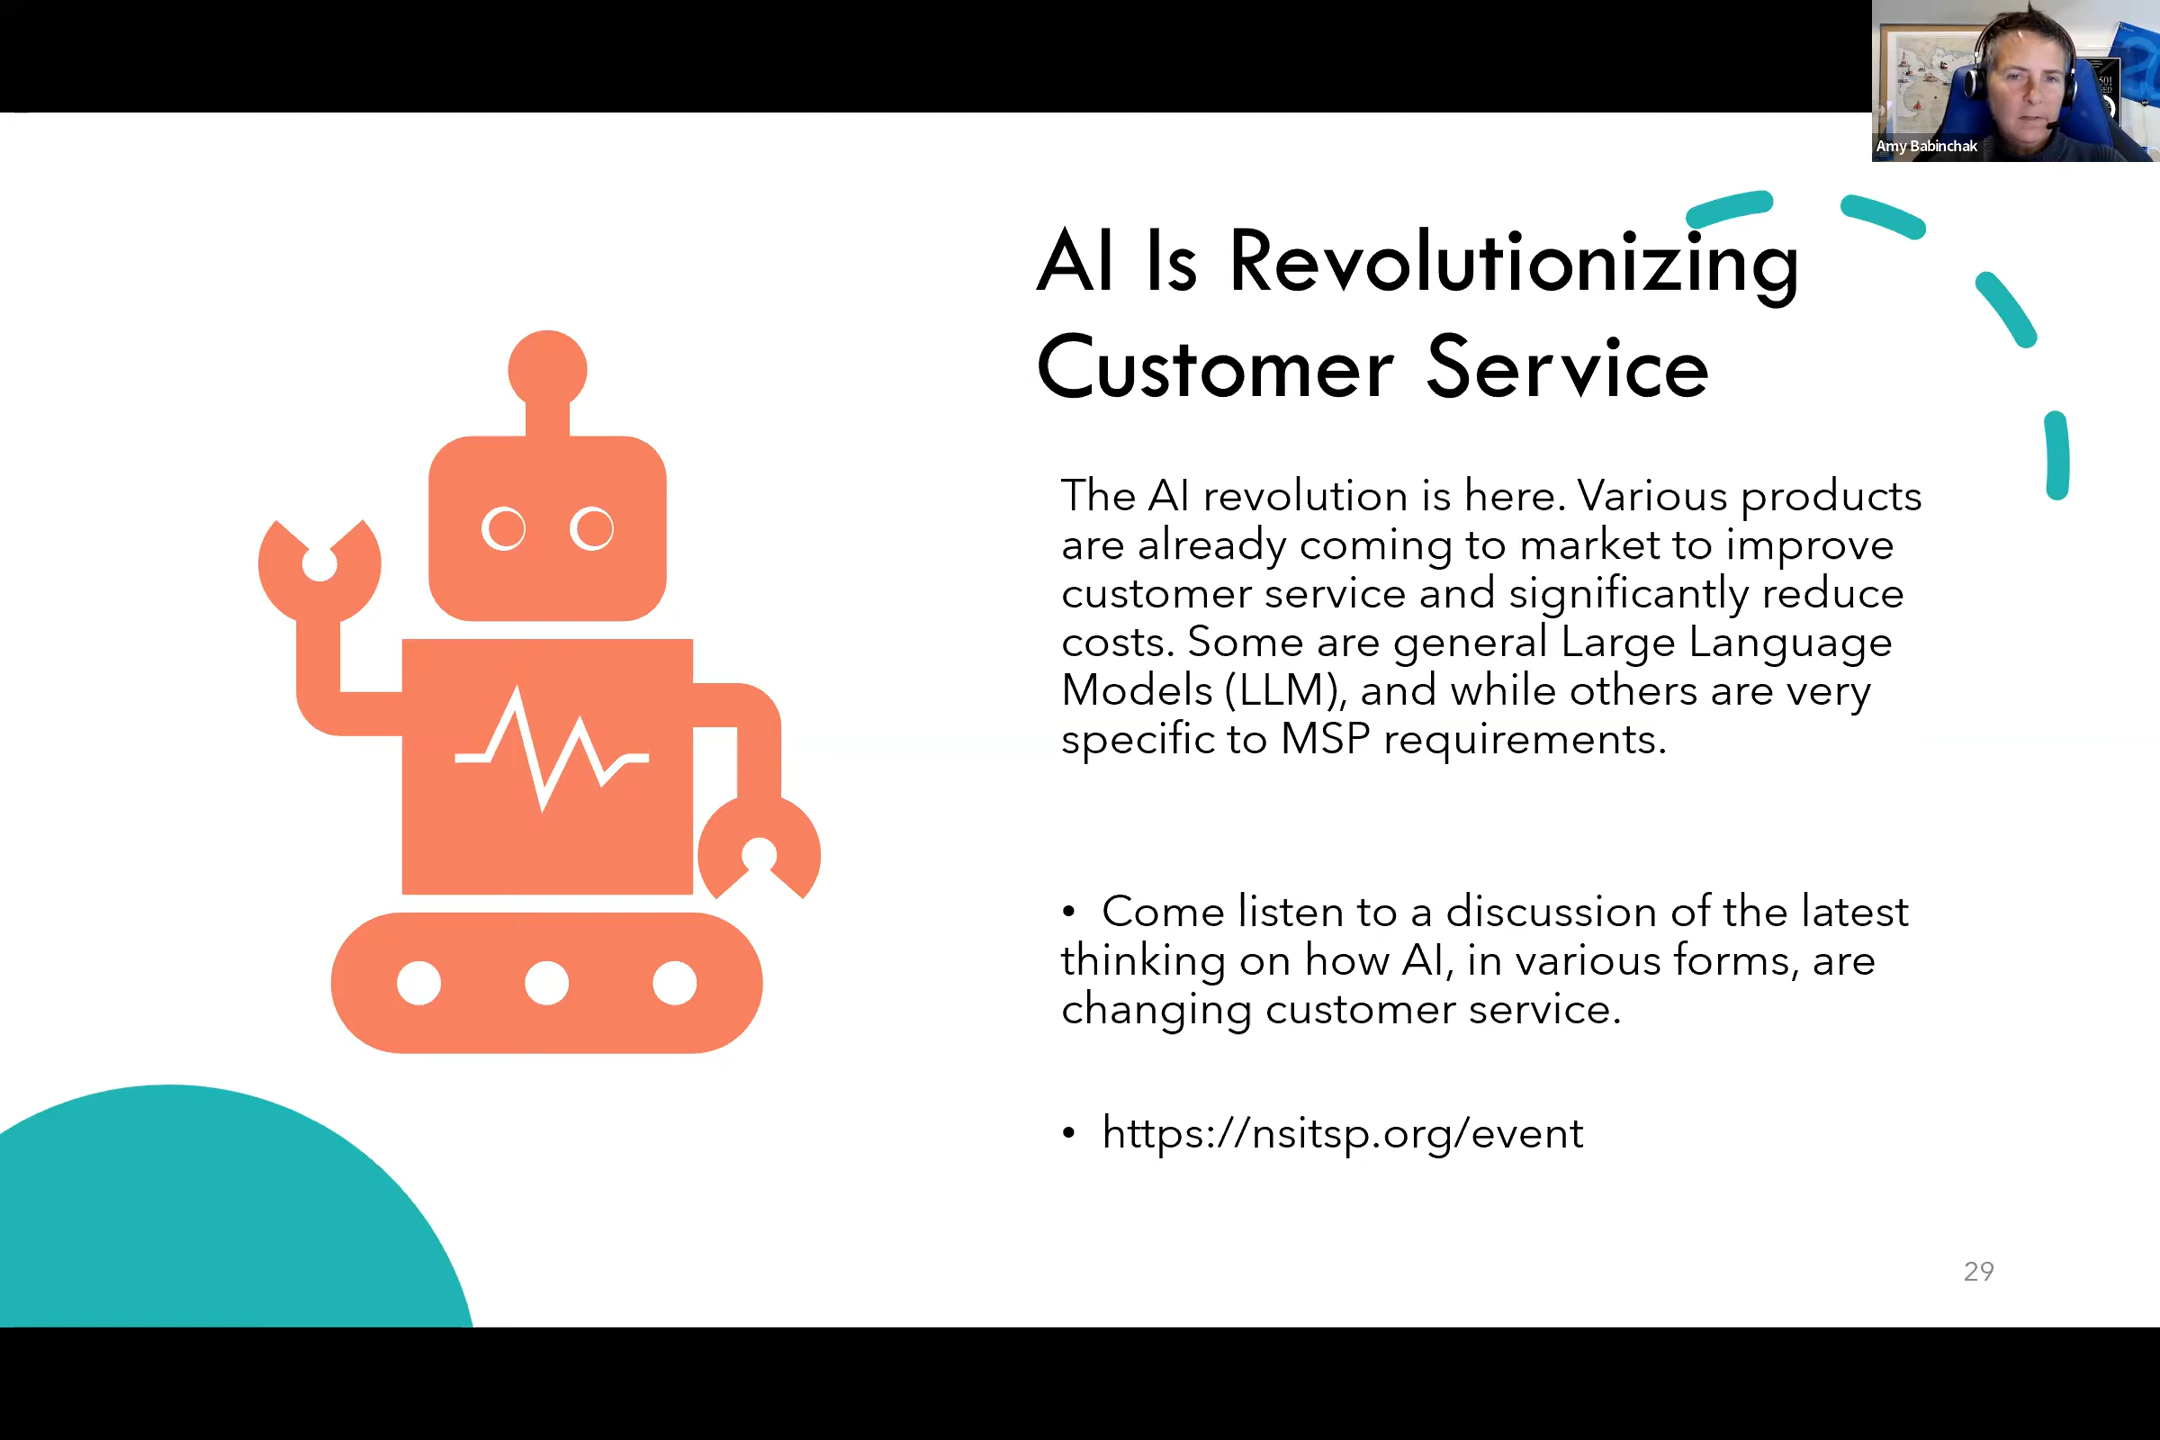 Amy Babinchak
AI Is Revolutionizing
Customer Service
The AI revolution is here. Various products
are already coming to market to improve
customer service and significantly reduce
costs. Some are general Large Language
Models (LLM), and while others are very
specific to MSP requirements.
• Come listen to a discussion of the latest
thinking on how AI, in various forms, are
changing customer service.
• https://nsitsp.org/event
29